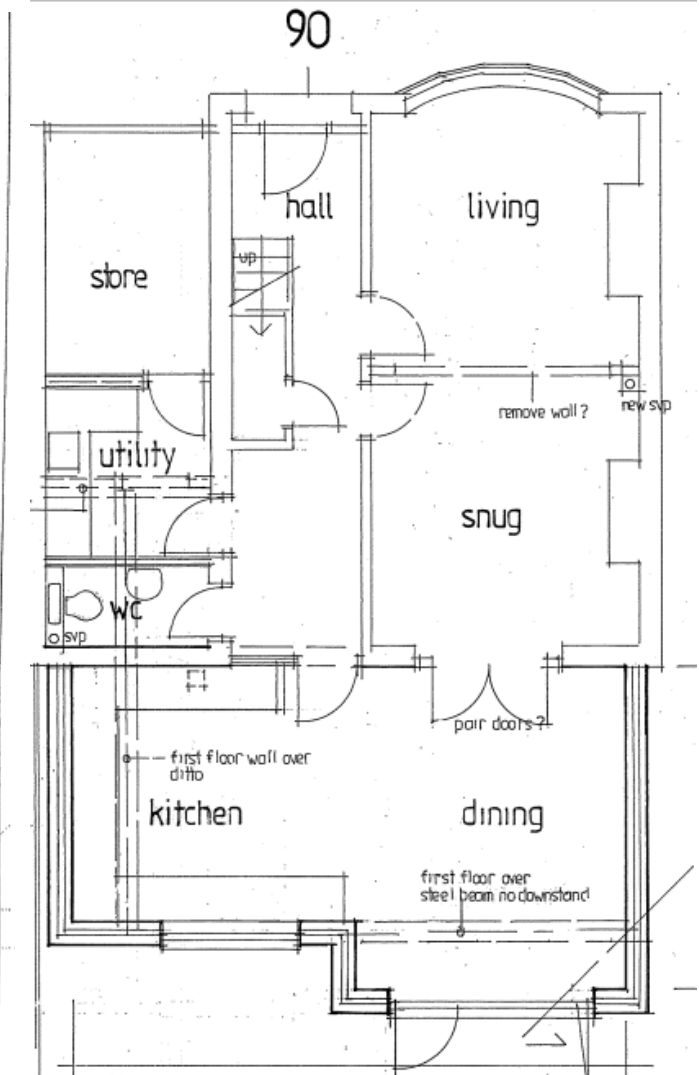 90
hall
living
up
store
remove wall ?
new svp
utility
snug
WC
svp
pair doors ?
first floor wall over
ditto
kitchen
dining
first floor over
steel beam no downstand